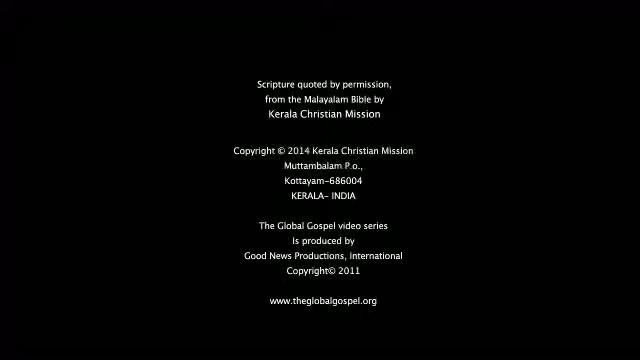 Scripture quoted by permission,
from the Malayalam Bible by
Kerala Christian Mission
Copyright © 2014 Kerala Christian Mission
Muttambalam P.o.,
Kottayam-686004
KERALA- INDIA
The Global Gospel video series
is produced by
Good News Productions, international
Copyright© 2011
www.theglobalgospel.org